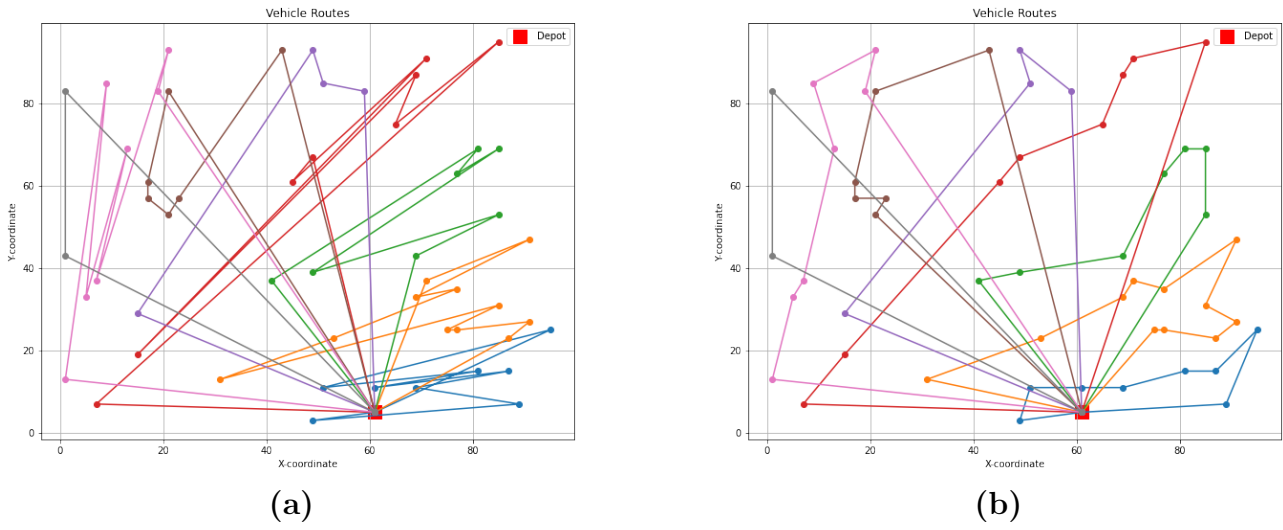 Vehicle Routes
Depot
80
60
40
20
0
Y-coordinate
0 20 40 60 80
X-coordinate
(a)
Vehicle Routes
Depot
80
60
40
20
0
Y-coordinate
0 20 40 60 80
X-coordinate
(b)